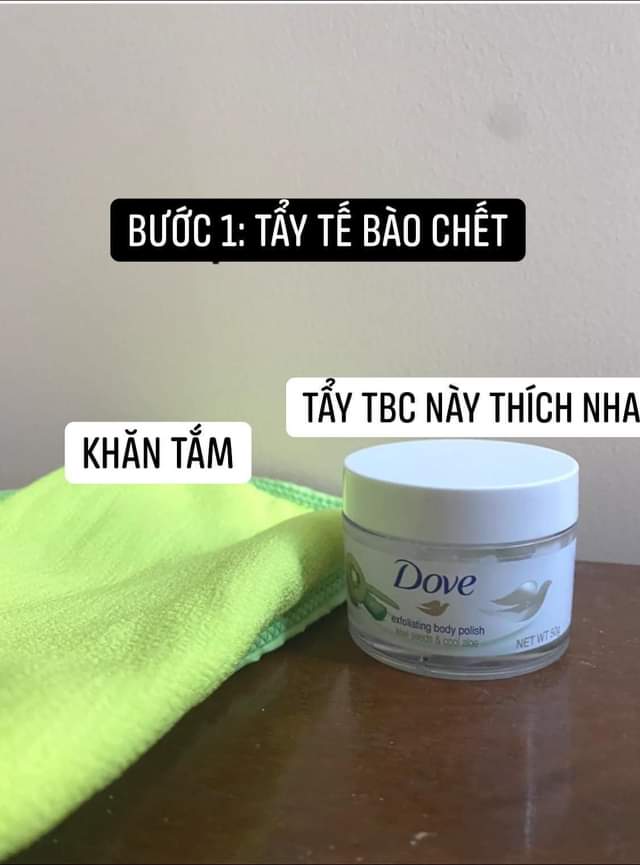 BƯỚC 1: TẨY TẾ BÀO CHẾT
TẨY TBC NÀY THÍCH NHA
KHĂN TẮM
Dove
exfoliating body polish
kiwi seeds & cool aloe
NET WT 50g